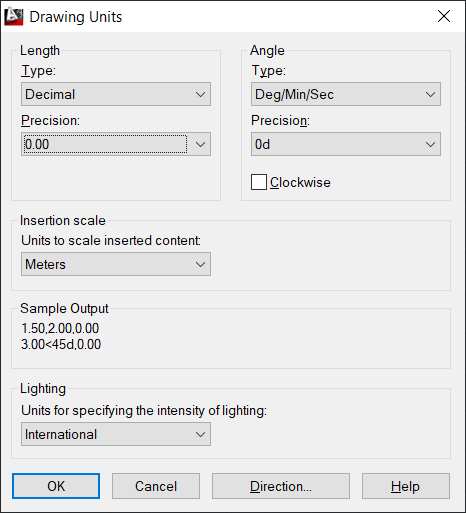 Drawing Units
Length
Type:
Decimal
Precision:
0.00
Angle
Type:
Deg/Min/Sec
Precision:
0d
Clockwise
Insertion scale
Units to scale inserted content:
Meters
Sample Output
1.50,2.00,0.00
3.00<45d,0.00
Lighting
Units for specifying the intensity of lighting:
International
OK
Cancel
Direction...
Help